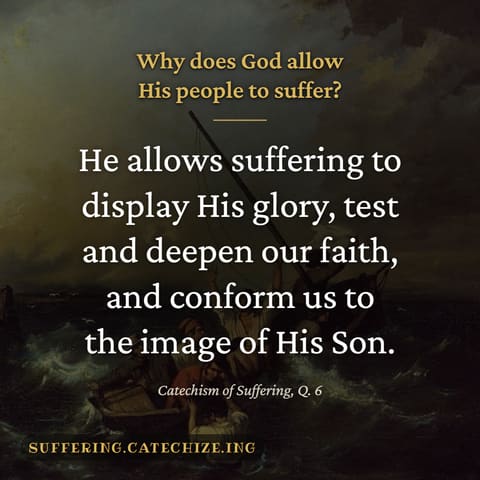 Why does God allow
His people to suffer?
He allows suffering to
display His glory, test
and deepen our faith,
and conform us to
the image of His Son.
Catechism of Suffering, Q. 6
SUFFERING.CATECHIZE.ING